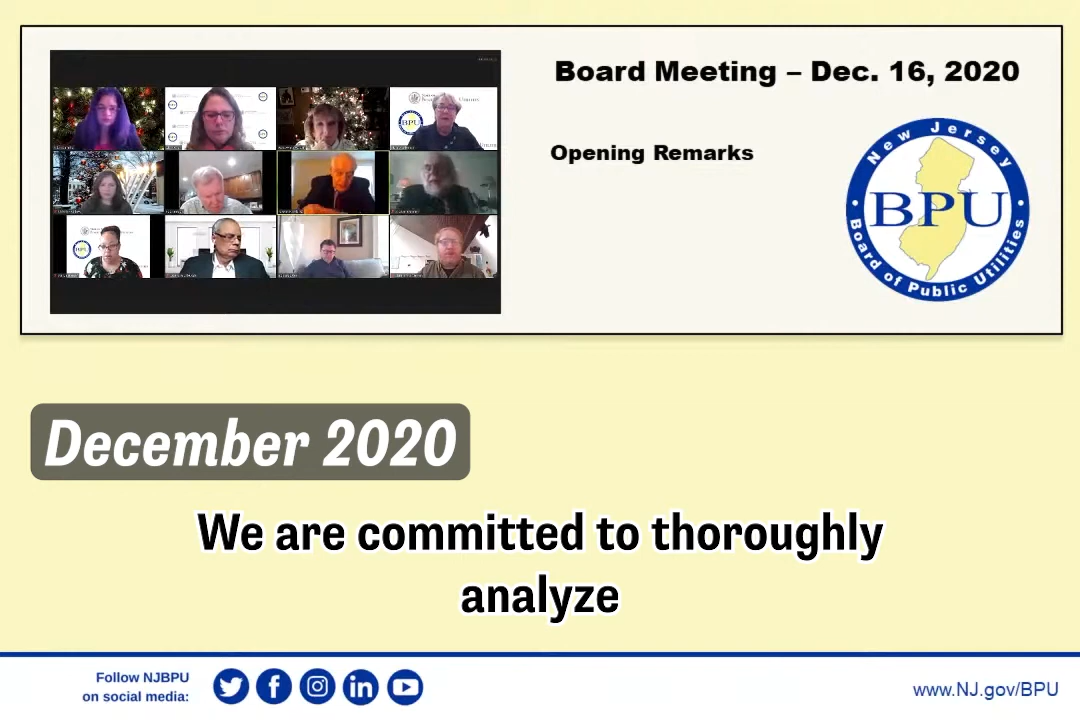 Board Meeting – Dec. 16, 2020
Opening Remarks
New Jersey
BPU
Board of Public Utilities
December 2020
We are committed to thoroughly
analyze
Follow NJBPU
on social media:
www.NJ.gov/BPU